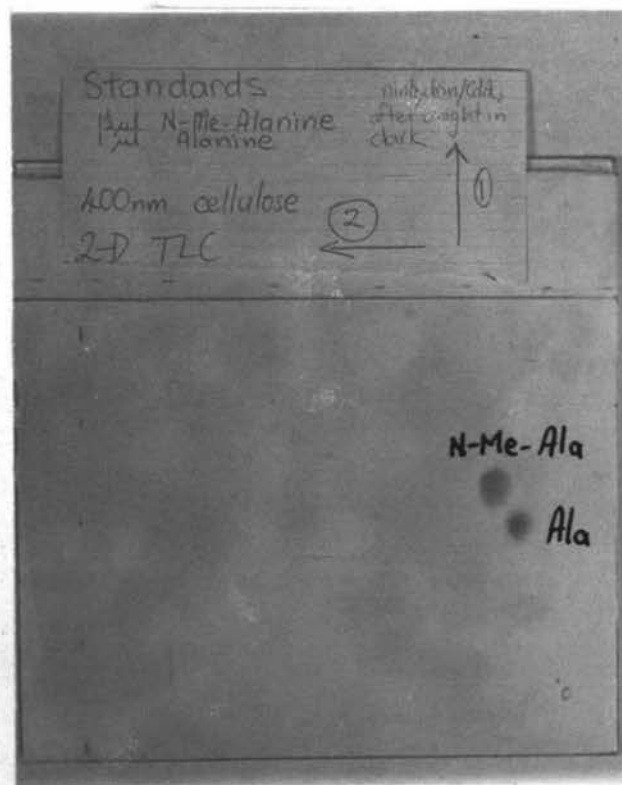 Standards
N-Me-Alanine
Alanine
ninhydrin/Cd
after overnight in
dark
①
400nm cellulose
②
2-D TLC
N-Me-Ala
Ala